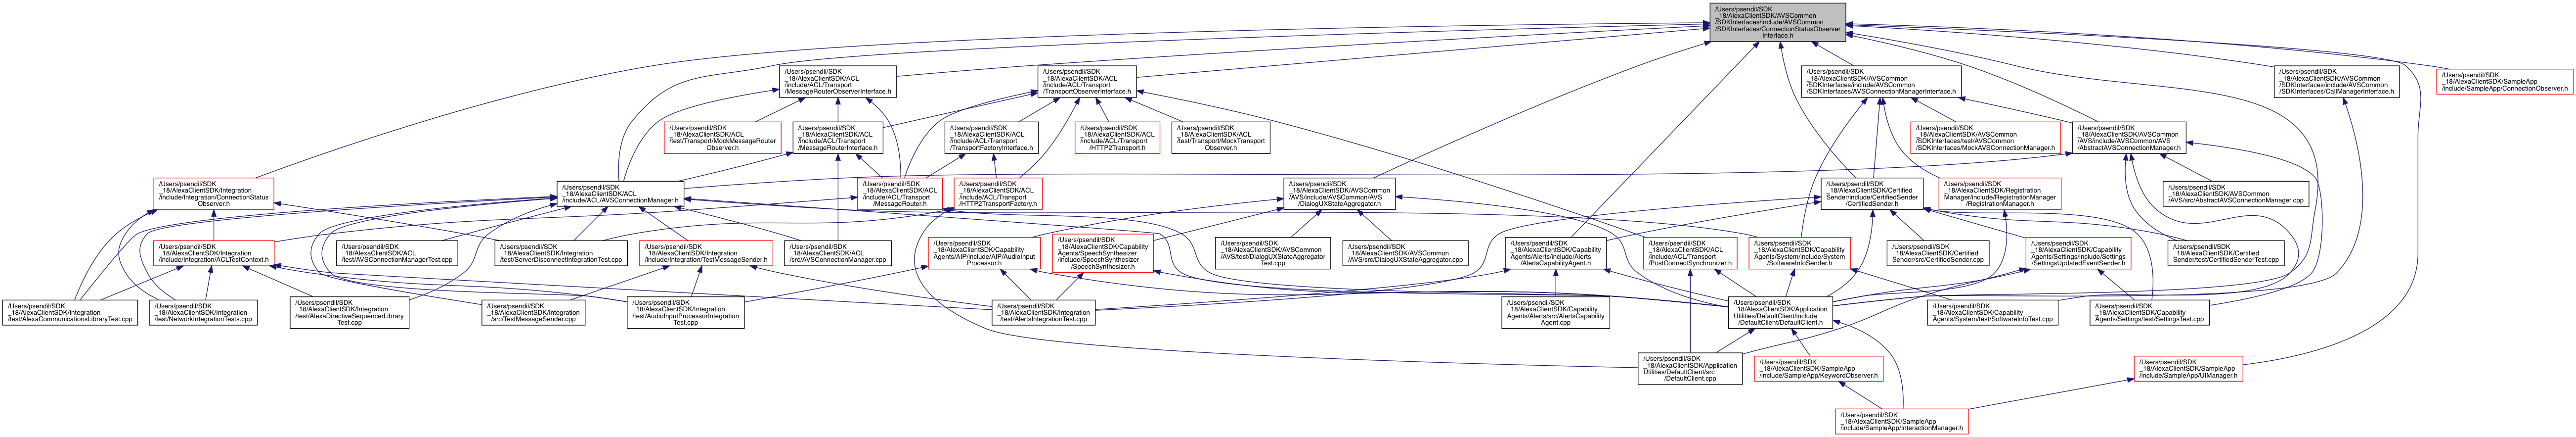 /Users/psendil/SDK
_18/AlexaClientSDK/AVSCommon
/SDKInterfaces/include/AVSCommon
/SDKInterfaces/ConnectionStatusObserver
Interface.h
/Users/psendil/SDK
_18/AlexaClientSDK/ACL
/include/ACL/Transport
/MessageRouterObserverInterface.h
/Users/psendil/SDK
_18/AlexaClientSDK/ACL
/include/ACL/Transport
/TransportObserverInterface.h
/Users/psendil/SDK
_18/AlexaClientSDK/AVSCommon
/SDKInterfaces/include/AVSCommon
/SDKInterfaces/AVSConnectionManagerInterface.h
/Users/psendil/SDK
_18/AlexaClientSDK/AVSCommon
/SDKInterfaces/include/AVSCommon
/SDKInterfaces/CallManagerInterface.h
/Users/psendil/SDK
_18/AlexaClientSDK/SampleApp
/include/SampleApp/ConnectionObserver.h
/Users/psendil/SDK
_18/AlexaClientSDK/ACL
/test/Transport/MockMessageRouter
Observer.h
/Users/psendil/SDK
_18/AlexaClientSDK/ACL
/include/ACL/Transport
/MessageRouterInterface.h
/Users/psendil/SDK
_18/AlexaClientSDK/ACL
/include/ACL/Transport
/TransportFactoryInterface.h
/Users/psendil/SDK
_18/AlexaClientSDK/ACL
/include/ACL/Transport
/HTTP2Transport.h
/Users/psendil/SDK
_18/AlexaClientSDK/ACL
/test/Transport/MockTransport
Observer.h
/Users/psendil/SDK
_18/AlexaClientSDK/AVSCommon
/SDKInterfaces/test/AVSCommon
/SDKInterfaces/MockAVSConnectionManager.h
/Users/psendil/SDK
_18/AlexaClientSDK/AVSCommon
/AVS/include/AVSCommon/AVS
/AbstractAVSConnectionManager.h
/Users/psendil/SDK
_18/AlexaClientSDK/Integration
/include/Integration/ConnectionStatus
Observer.h
/Users/psendil/SDK
_18/AlexaClientSDK/ACL
/include/ACL/AVSConnectionManager.h
/Users/psendil/SDK
_18/AlexaClientSDK/ACL
/include/ACL/Transport
/MessageRouter.h
/Users/psendil/SDK
_18/AlexaClientSDK/ACL
/include/ACL/Transport
/HTTP2TransportFactory.h
/Users/psendil/SDK
_18/AlexaClientSDK/AVSCommon
/AVS/include/AVSCommon/AVS
/DialogUXStateAggregator.h
/Users/psendil/SDK
_18/AlexaClientSDK/Certified
Sender/include/CertifiedSender
/CertifiedSender.h
/Users/psendil/SDK
_18/AlexaClientSDK/Registration
Manager/include/RegistrationManager
/RegistrationManager.h
/Users/psendil/SDK
_18/AlexaClientSDK/AVSCommon
/AVS/src/AbstractAVSConnectionManager.cpp
/Users/psendil/SDK
_18/AlexaClientSDK/Integration
/include/Integration/ACLTestContext.h
/Users/psendil/SDK
_18/AlexaClientSDK/ACL
/test/AVSConnectionManagerTest.cpp
/Users/psendil/SDK
_18/AlexaClientSDK/Integration
/test/ServerDisconnectIntegrationTest.cpp
/Users/psendil/SDK
_18/AlexaClientSDK/Integration
/include/Integration/TestMessageSender.h
/Users/psendil/SDK
_18/AlexaClientSDK/ACL
/src/AVSConnectionManager.cpp
/Users/psendil/SDK
_18/AlexaClientSDK/Capability
Agents/AIP/include/AIP/AudioInput
Processor.h
/Users/psendil/SDK
_18/AlexaClientSDK/Capability
Agents/SpeechSynthesizer
/include/SpeechSynthesizer
/SpeechSynthesizer.h
/Users/psendil/SDK
_18/AlexaClientSDK/AVSCommon
/AVS/test/DialogUXStateAggregator
Test.cpp
/Users/psendil/SDK
_18/AlexaClientSDK/AVSCommon
/AVS/src/DialogUXStateAggregator.cpp
/Users/psendil/SDK
_18/AlexaClientSDK/Capability
Agents/Alerts/include/Alerts
/AlertsCapabilityAgent.h
/Users/psendil/SDK
_18/AlexaClientSDK/ACL
/include/ACL/Transport
/PostConnectSynchronizer.h
/Users/psendil/SDK
_18/AlexaClientSDK/Capability
Agents/System/include/System
/SoftwareInfoSender.h
/Users/psendil/SDK
_18/AlexaClientSDK/Certified
Sender/src/CertifiedSender.cpp
/Users/psendil/SDK
_18/AlexaClientSDK/Capability
Agents/Settings/include/Settings
/SettingsUpdatedEventSender.h
/Users/psendil/SDK
_18/AlexaClientSDK/Certified
Sender/test/CertifiedSenderTest.cpp
/Users/psendil/SDK
_18/AlexaClientSDK/Integration
/test/AlexaCommunicationsLibraryTest.cpp
/Users/psendil/SDK
_18/AlexaClientSDK/Integration
/test/NetworkIntegrationTests.cpp
/Users/psendil/SDK
_18/AlexaClientSDK/Integration
/test/AlexaDirectiveSequencerLibrary
Test.cpp
/Users/psendil/SDK
_18/AlexaClientSDK/Integration
/src/TestMessageSender.cpp
/Users/psendil/SDK
_18/AlexaClientSDK/Integration
/test/AudioInputProcessorIntegration
Test.cpp
/Users/psendil/SDK
_18/AlexaClientSDK/Integration
/test/AlertsIntegrationTest.cpp
/Users/psendil/SDK
_18/AlexaClientSDK/Capability
Agents/Alerts/src/AlertsCapability
Agent.cpp
/Users/psendil/SDK
_18/AlexaClientSDK/Application
Utilities/DefaultClient/include
/DefaultClient/DefaultClient.h
/Users/psendil/SDK
_18/AlexaClientSDK/Capability
Agents/System/test/SoftwareInfoTest.cpp
/Users/psendil/SDK
_18/AlexaClientSDK/Capability
Agents/Settings/test/SettingsTest.cpp
/Users/psendil/SDK
_18/AlexaClientSDK/Application
Utilities/DefaultClient/src
/DefaultClient.cpp
/Users/psendil/SDK
_18/AlexaClientSDK/SampleApp
/include/SampleApp/KeywordObserver.h
/Users/psendil/SDK
_18/AlexaClientSDK/SampleApp
/include/SampleApp/UIManager.h
/Users/psendil/SDK
_18/AlexaClientSDK/SampleApp
/include/SampleApp/InteractionManager.h